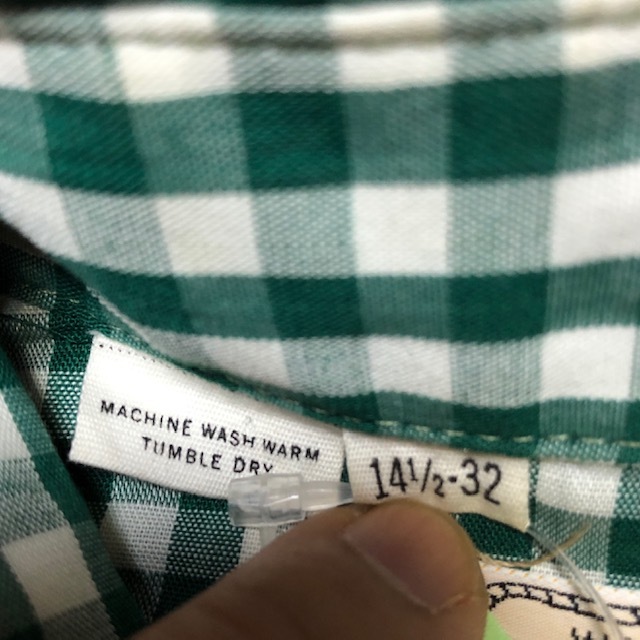 MACHINE WASH WARM
TUMBLE DRY
14½-32